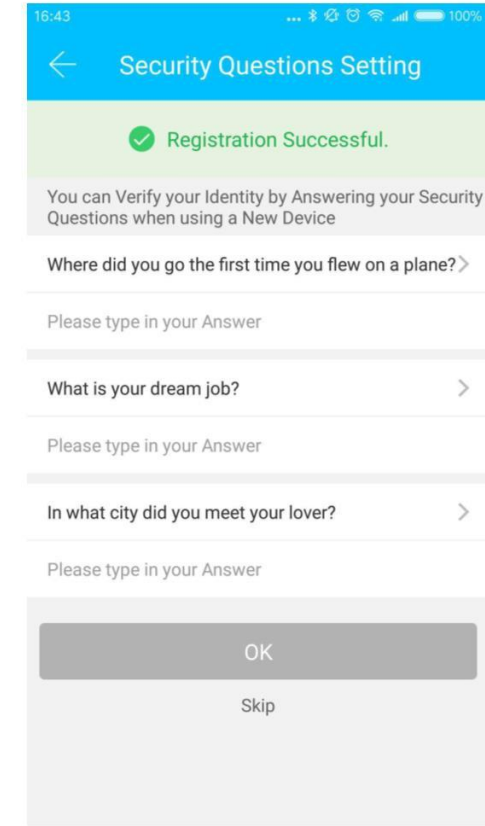 16:43 ... 100%
Security Questions Setting
Registration Successful.
You can Verify your Identity by Answering your Security
Questions when using a New Device
Where did you go the first time you flew on a plane?
Please type in your Answer
What is your dream job?
Please type in your Answer
In what city did you meet your lover?
Please type in your Answer
OK
Skip